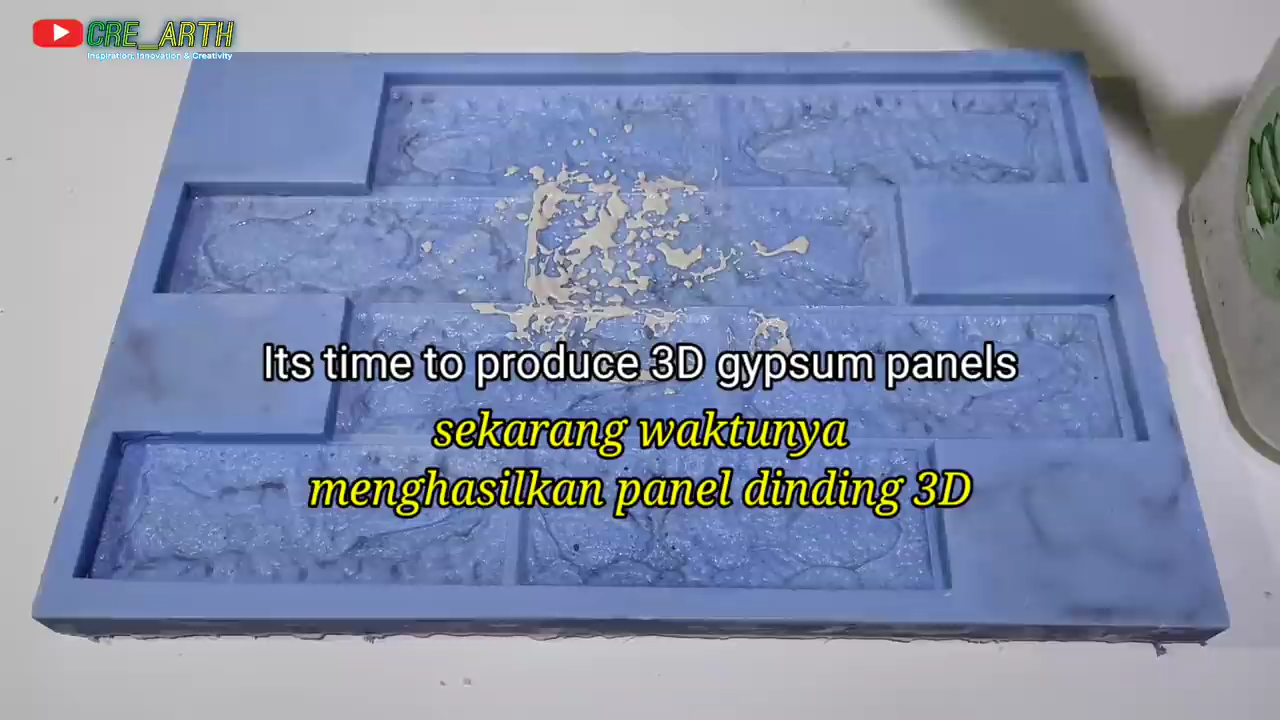 CRE_ARTH
Inspiration, Innovation & Creativity
Its time to produce 3D gypsum panels
sekarang waktunya
menghasilkan panel dinding 3D